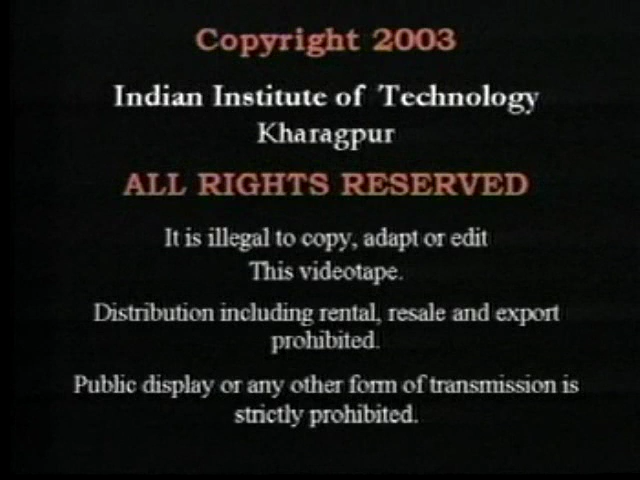 Copyright 2003
Indian Institute of Technology
Kharagpur
ALL RIGHTS RESERVED
It is illegal to copy, adapt or edit
This videotape.
Distribution including rental, resale and export
prohibited.
Public display or any other form of transmission is
strictly prohibited.